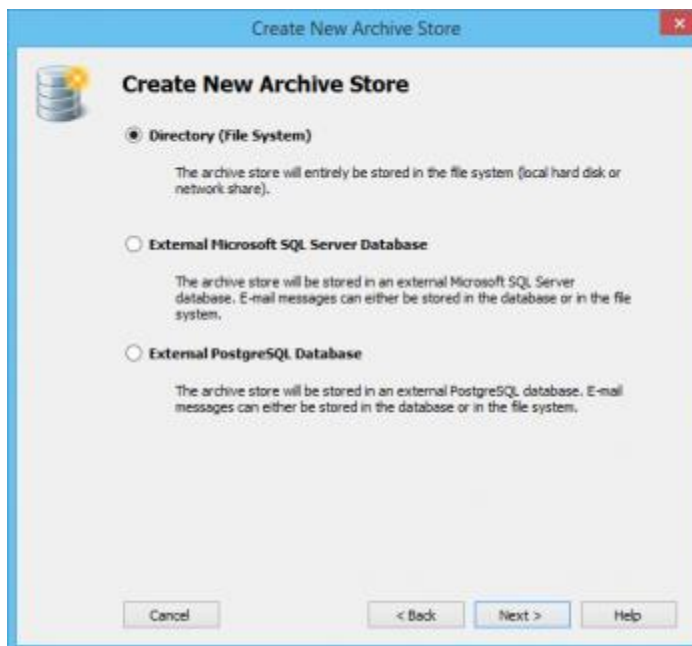 Create New Archive Store
Create New Archive Store
Directory (File System)
The archive store will entirely be stored in the file system (local hard disk or
network share).
External Microsoft SQL Server Database
The archive store will be stored in an external Microsoft SQL Server
database. E-mail messages can either be stored in the database or in the file
system.
External PostgreSQL Database
The archive store will be stored in an external PostgreSQL database. E-mail
messages can either be stored in the database or in the file system.
Cancel
< Back
Next >
Help